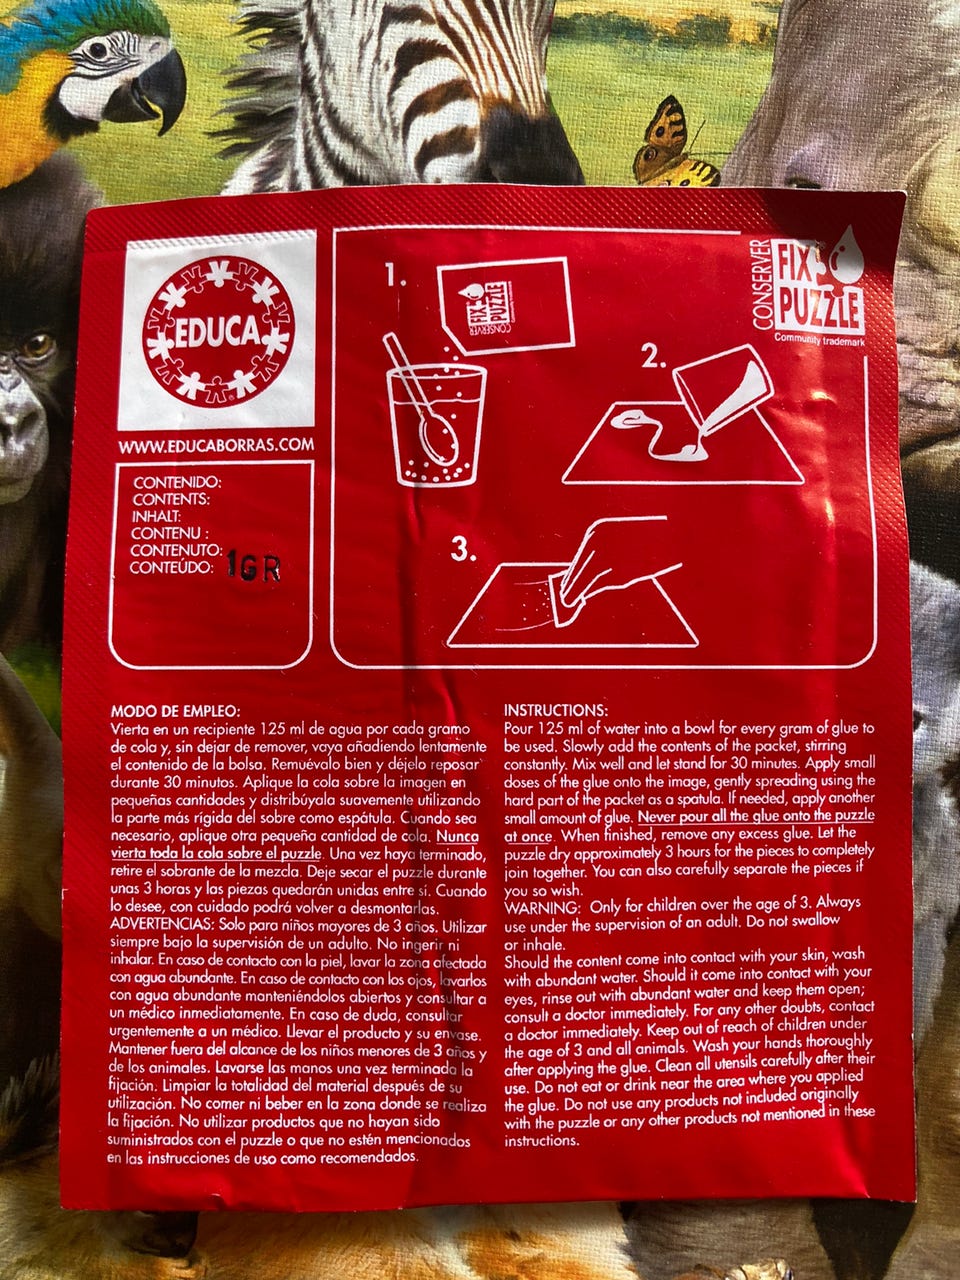 EDUCA
®
WWW.EDUCABORRAS.COM
CONTENIDO:
CONTENTS:
INHALT:
CONTENU :
CONTENUTO:
CONTEÚDO: 1GR
1.
CONSERVER
FIX
PUZZLE
2.
CONSERVER
FIX
PUZZLE
Community trademark
3.
MODO DE EMPLEO:
Vierta en un recipiente 125 ml de agua por cada gramo
de cola y, sin dejar de remover, vaya añadiendo lentamente
el contenido de la bolsa. Remuévalo bien y déjelo reposar
durante 30 minutos. Aplique la cola sobre la imagen en
pequeñas cantidades y distribúyala suavemente utilizando
la parte más rígida del sobre como espátula. Cuando sea
necesario, aplique otra pequeña cantidad de cola. Nunca
vierta toda la cola sobre el puzzle. Una vez haya terminado,
retire el sobrante de la mezcla. Deje secar el puzzle durante
unas 3 horas y las piezas quedarán unidas entre sí. Cuando
lo desee, con cuidado podrá volver a desmontarlas.
ADVERTENCIAS: Solo para niños mayores de 3 años. Utilizar
siempre bajo la supervisión de un adulto. No ingerir ni
inhalar. En caso de contacto con la piel, lavar la zona afectada
con agua abundante. En caso de contacto con los ojos, lavarlos
con agua abundante manteniéndolos abiertos y consultar a
un médico inmediatamente. En caso de duda, consultar
urgentemente a un médico. Llevar el producto y su envase.
Mantener fuera del alcance de los niños menores de 3 años y
de los animales. Lavarse las manos una vez terminada la
fijación. Limpiar la totalidad del material después de su
utilización. No comer ni beber en la zona donde se realiza
la fijación. No utilizar productos que no hayan sido
suministrados con el puzzle o que no estén mencionados
en las instrucciones de uso como recomendados.
INSTRUCTIONS:
Pour 125 ml of water into a bowl for every gram of glue to
be used. Slowly add the contents of the packet, stirring
constantly. Mix well and let stand for 30 minutes. Apply small
doses of the glue onto the image, gently spreading using the
hard part of the packet as a spatula. If needed, apply another
small amount of glue. Never pour all the glue onto the puzzle
at once. When finished, remove any excess glue. Let the
puzzle dry approximately 3 hours for the pieces to completely
join together. You can also carefully separate the pieces if
you so wish.
WARNING: Only for children over the age of 3. Always
use under the supervision of an adult. Do not swallow
or inhale.
Should the content come into contact with your skin, wash
with abundant water. Should it come into contact with your
eyes, rinse out with abundant water and keep them open;
consult a doctor immediately. For any other doubts, contact
a doctor immediately. Keep out of reach of children under
the age of 3 and all animals. Wash your hands thoroughly
after applying the glue. Clean all utensils carefully after their
use. Do not eat or drink near the area where you applied
the glue. Do not use any products not included originally
with the puzzle or any other products not mentioned in these
instructions.